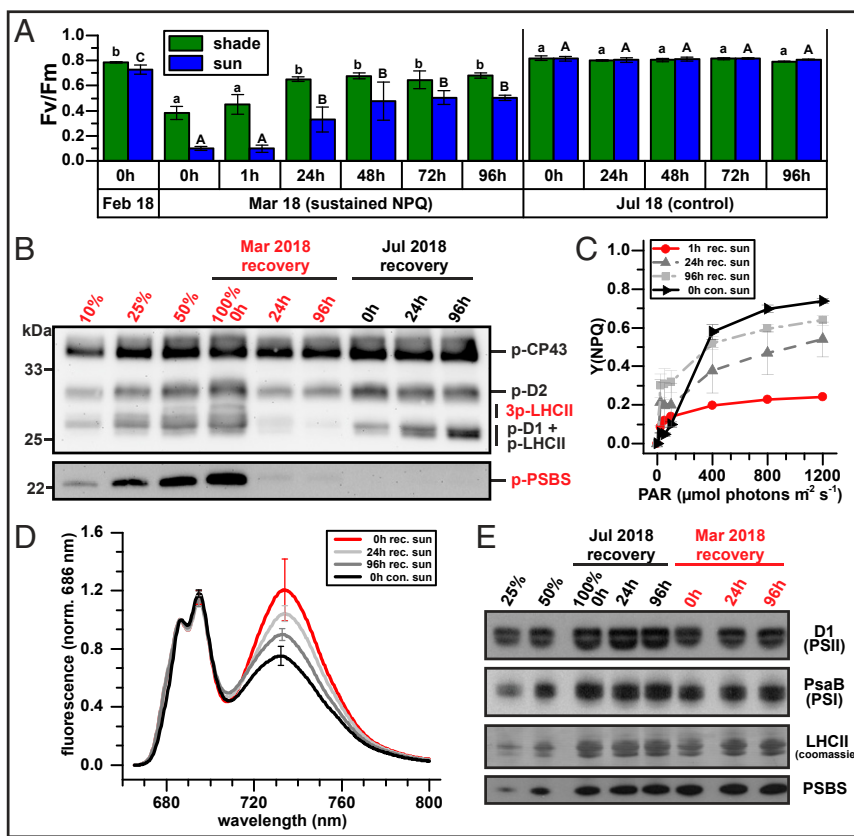 A
shade
sun
Fv/Fm
0.8
0.6
0.4
0.2
0.0
b C a A a A b B b B b B b B a A a A a A a A a A
0h 0h 1h 24h 48h 72h 96h 0h 24h 48h 72h 96h
Feb 18 Mar 18 (sustained NPQ) Jul 18 (control)
B
Mar 2018 recovery
Jul 2018 recovery
10% 25% 50% 100% 0h 24h 96h 0h 24h 96h
kDa
33
25
22
p-CP43
p-D2
3p-LHCII
p-D1 +
p-LHCII
p-PSBS
C
1h rec. sun
24h rec. sun
96h rec. sun
0h con. sun
Y(NPQ)
1.0
0.8
0.6
0.4
0.2
0.0
0 400 800 1200
PAR (µmol photons m² s⁻¹)
D
0h rec. sun
24h rec. sun
96h rec. sun
0h con. sun
fluorescence (norm. 686 nm)
1.6
1.2
0.8
0.4
0.0
680 720 760 800
wavelength (nm)
E
Jul 2018 recovery
Mar 2018 recovery
25% 50% 100% 0h 24h 96h 0h 24h 96h
D1
(PSII)
PsaB
(PSI)
LHCII
(coomassie)
PSBS